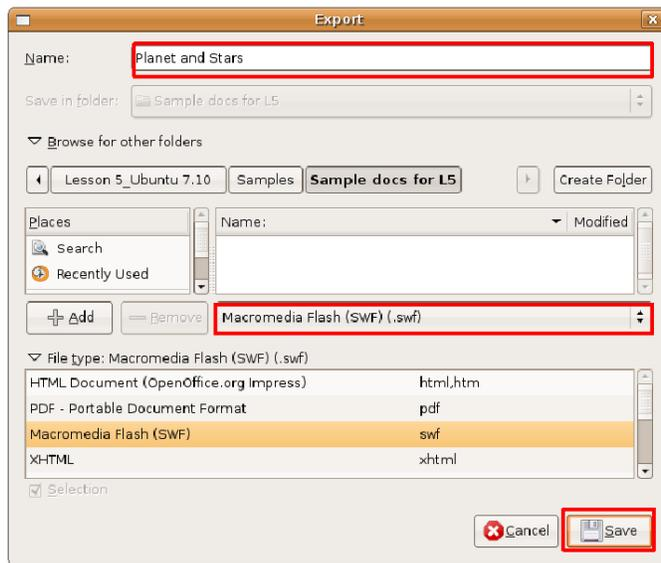 Export
Name: Planet and Stars
Save in folder: Sample docs for L5
Browse for other folders
Lesson 5_Ubuntu 7.10 Samples Sample docs for L5 Create Folder
Places Name: Modified
Search
Recently Used
Add Remove Macromedia Flash (SWF) (.swf)
File type: Macromedia Flash (SWF) (.swf)
HTML Document (OpenOffice.org Impress) html,htm
PDF - Portable Document Format pdf
Macromedia Flash (SWF) swf
XHTML xhtml
Selection
Cancel Save